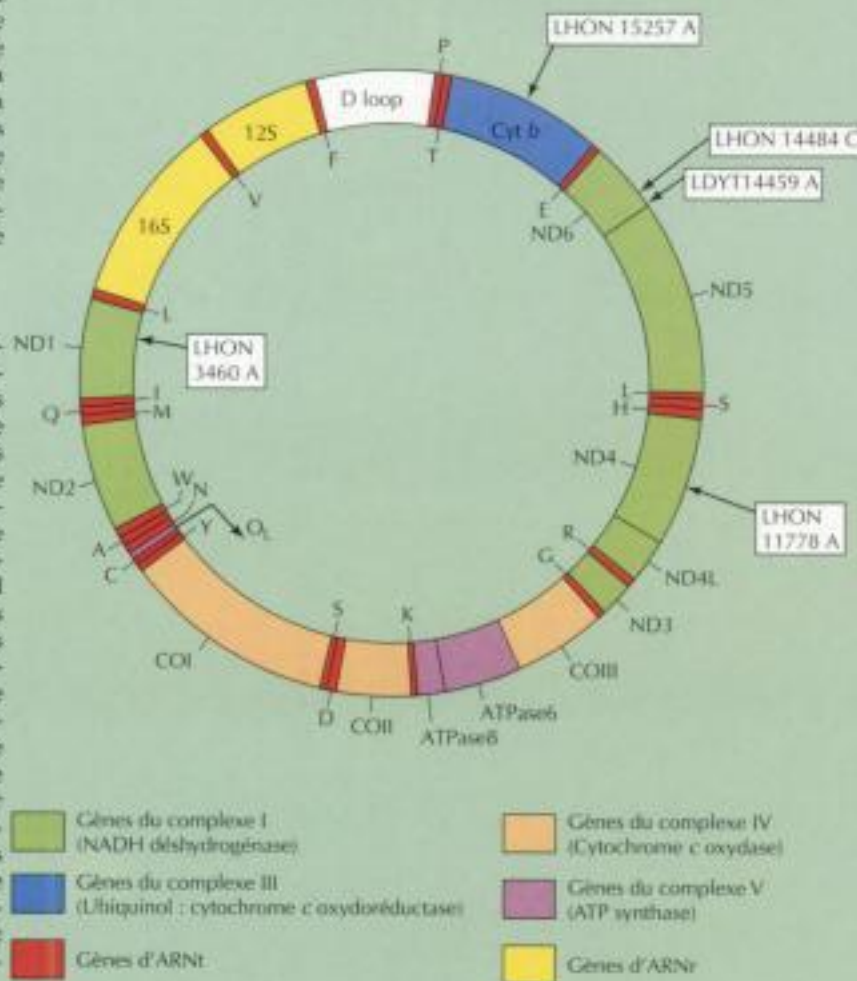 LHON 15257 A
P
D loop
12S
Cyt b
LHON 14484 C
F
T
V
LDYT14459 A
E
ND6
16S
ND5
L
ND1
LHON
3460 A
I
Q
M
L
H
S
ND4
ND2
W
N
O_L
Y
A
C
LHON
11778 A
R
G
ND4L
ND3
S
K
COI
COIII
D
COII
ATPase6
ATPase8
Gènes du complexe I
(NADH déshydrogénase)
Gènes du complexe III
(Ubiquinol : cytochrome c oxydoréductase)
Gènes d'ARNt
Gènes du complexe IV
(Cytochrome c oxydase)
Gènes du complexe V
(ATP synthase)
Gènes d'ARNr